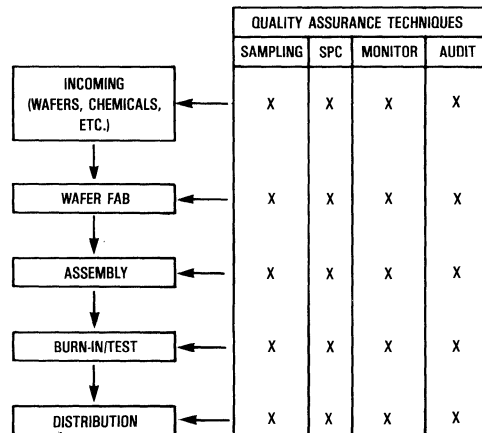 QUALITY ASSURANCE TECHNIQUES
SAMPLING SPC MONITOR AUDIT
INCOMING
(WAFERS, CHEMICALS,
ETC.)
X X X X
WAFER FAB X X X X
ASSEMBLY X X X X
BURN-IN/TEST X X X X
DISTRIBUTION X X X X